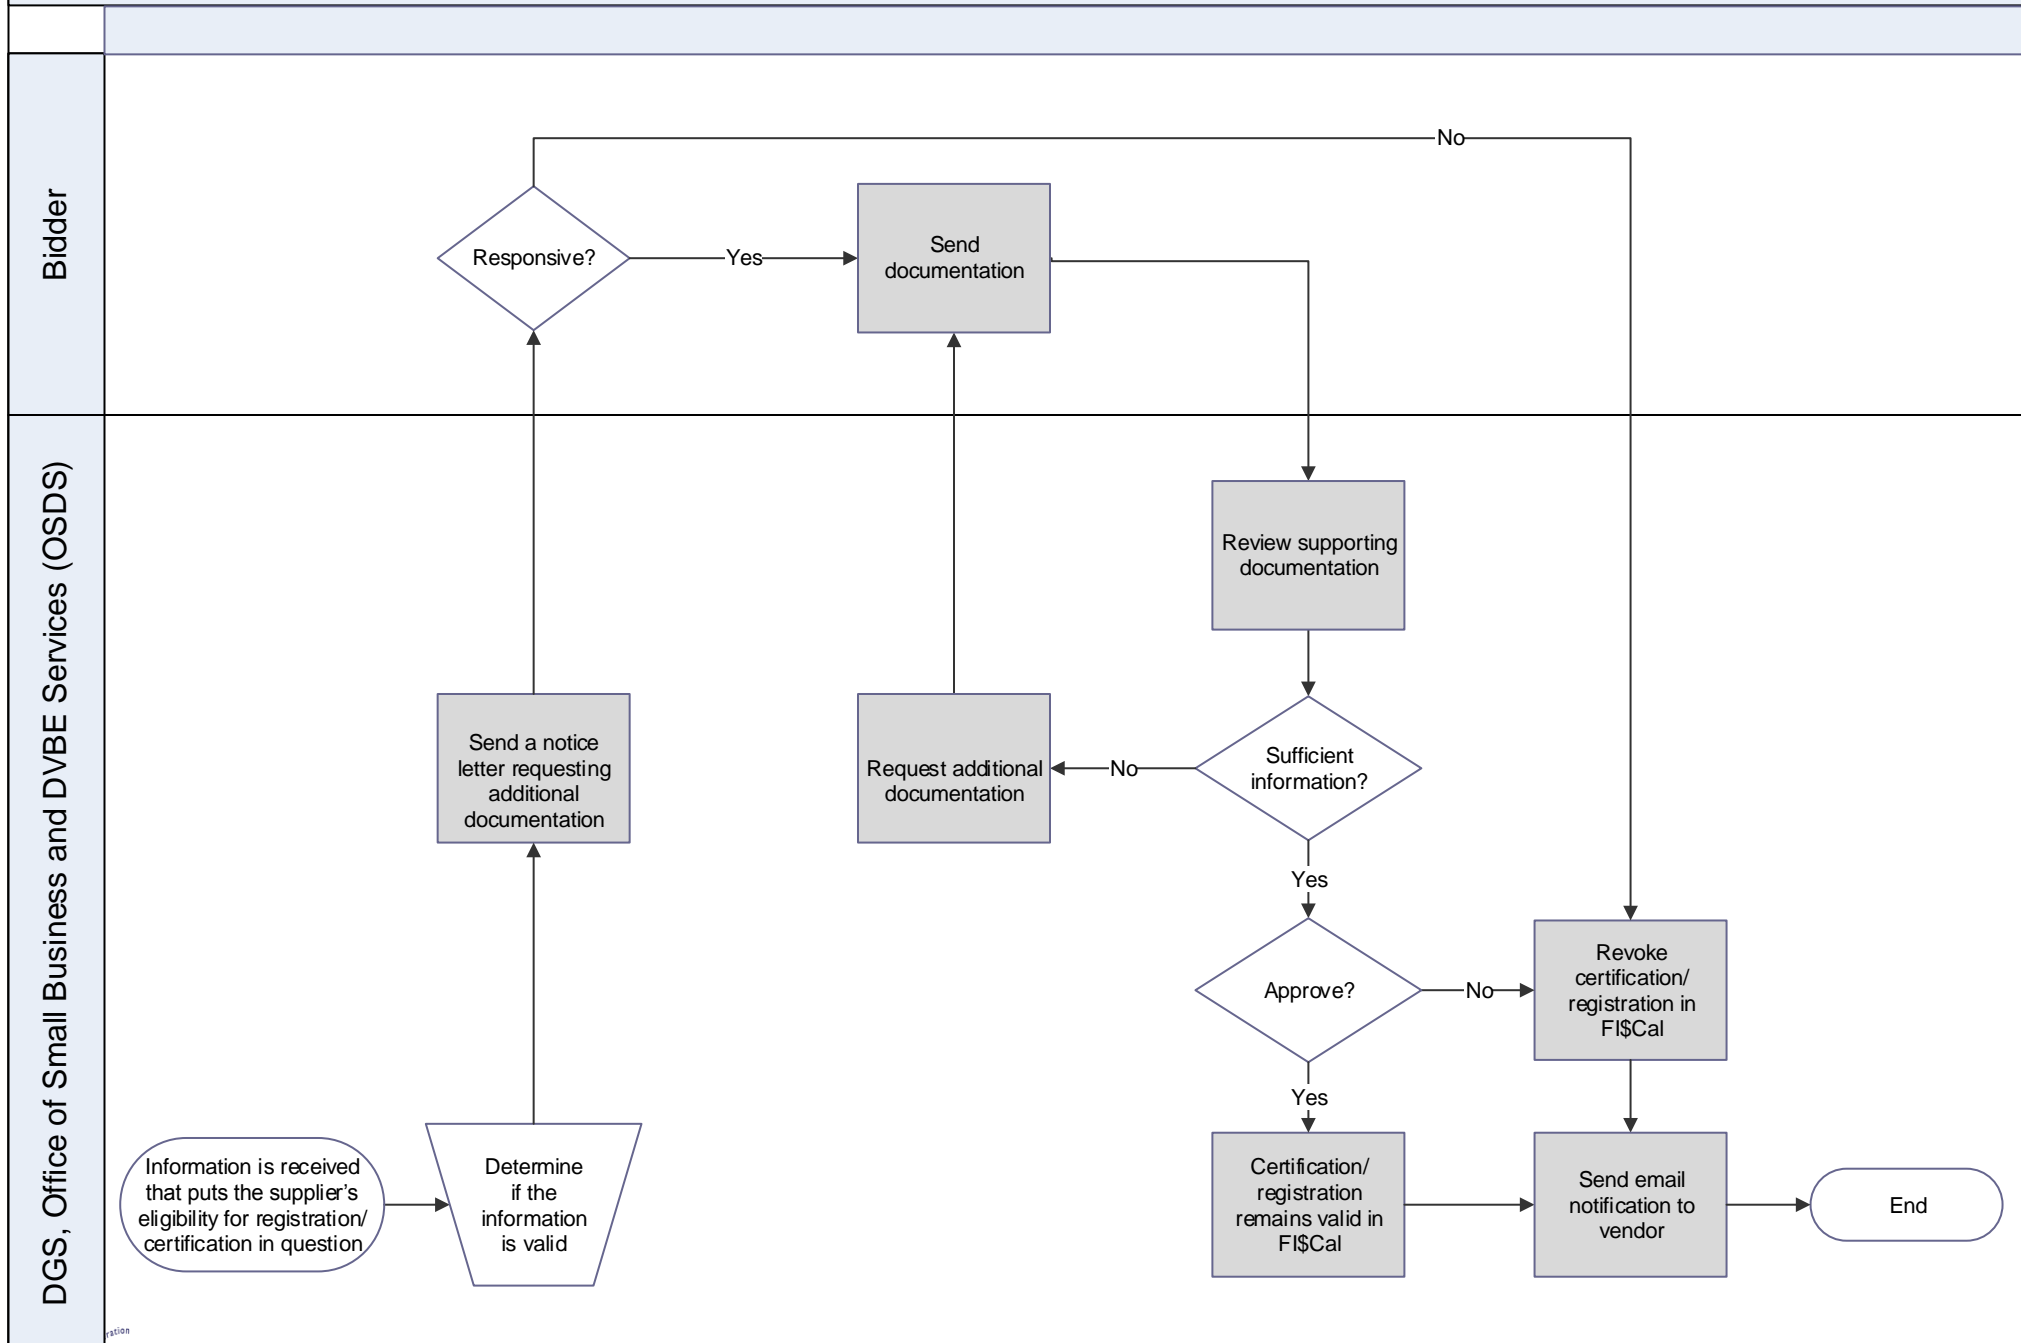 Bidder
No
Responsive?
Yes
Send
documentation
DGS, Office of Small Business and DVBE Services (OSDS)
Review supporting
documentation
Send a notice
letter requesting
additional
documentation
Request additional
documentation
No
Sufficient
information?
Yes
Approve?
No
Revoke
certification/
registration in
FI$Cal
Yes
Information is received
that puts the supplier’s
eligibility for registration/
certification in question
Determine
if the
information
is valid
Certification/
registration
remains valid in
FI$Cal
Send email
notification to
vendor
End
ration